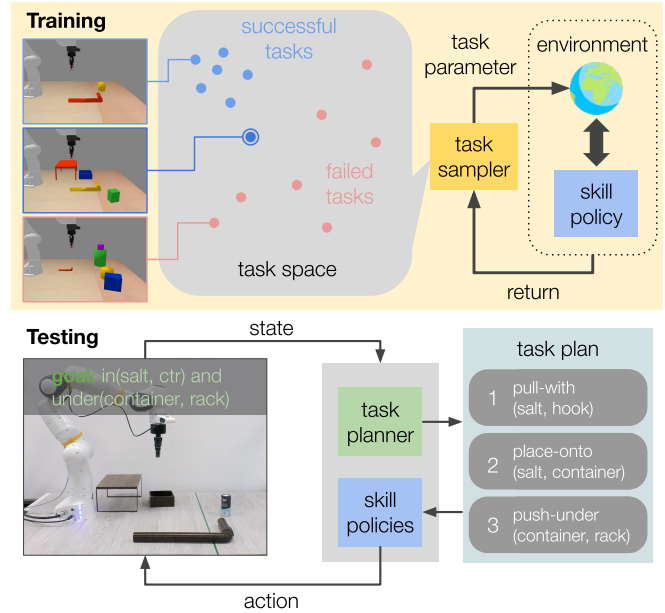 Training
successful
tasks
failed
tasks
task space
task
parameter
task
sampler
environment
skill
policy
return
Testing
state
goal: in(salt, ctr) and
under(container, rack)
task
planner
skill
policies
action
task plan
1
pull-with
(salt, hook)
2
place-onto
(salt, container)
3
push-under
(container, rack)